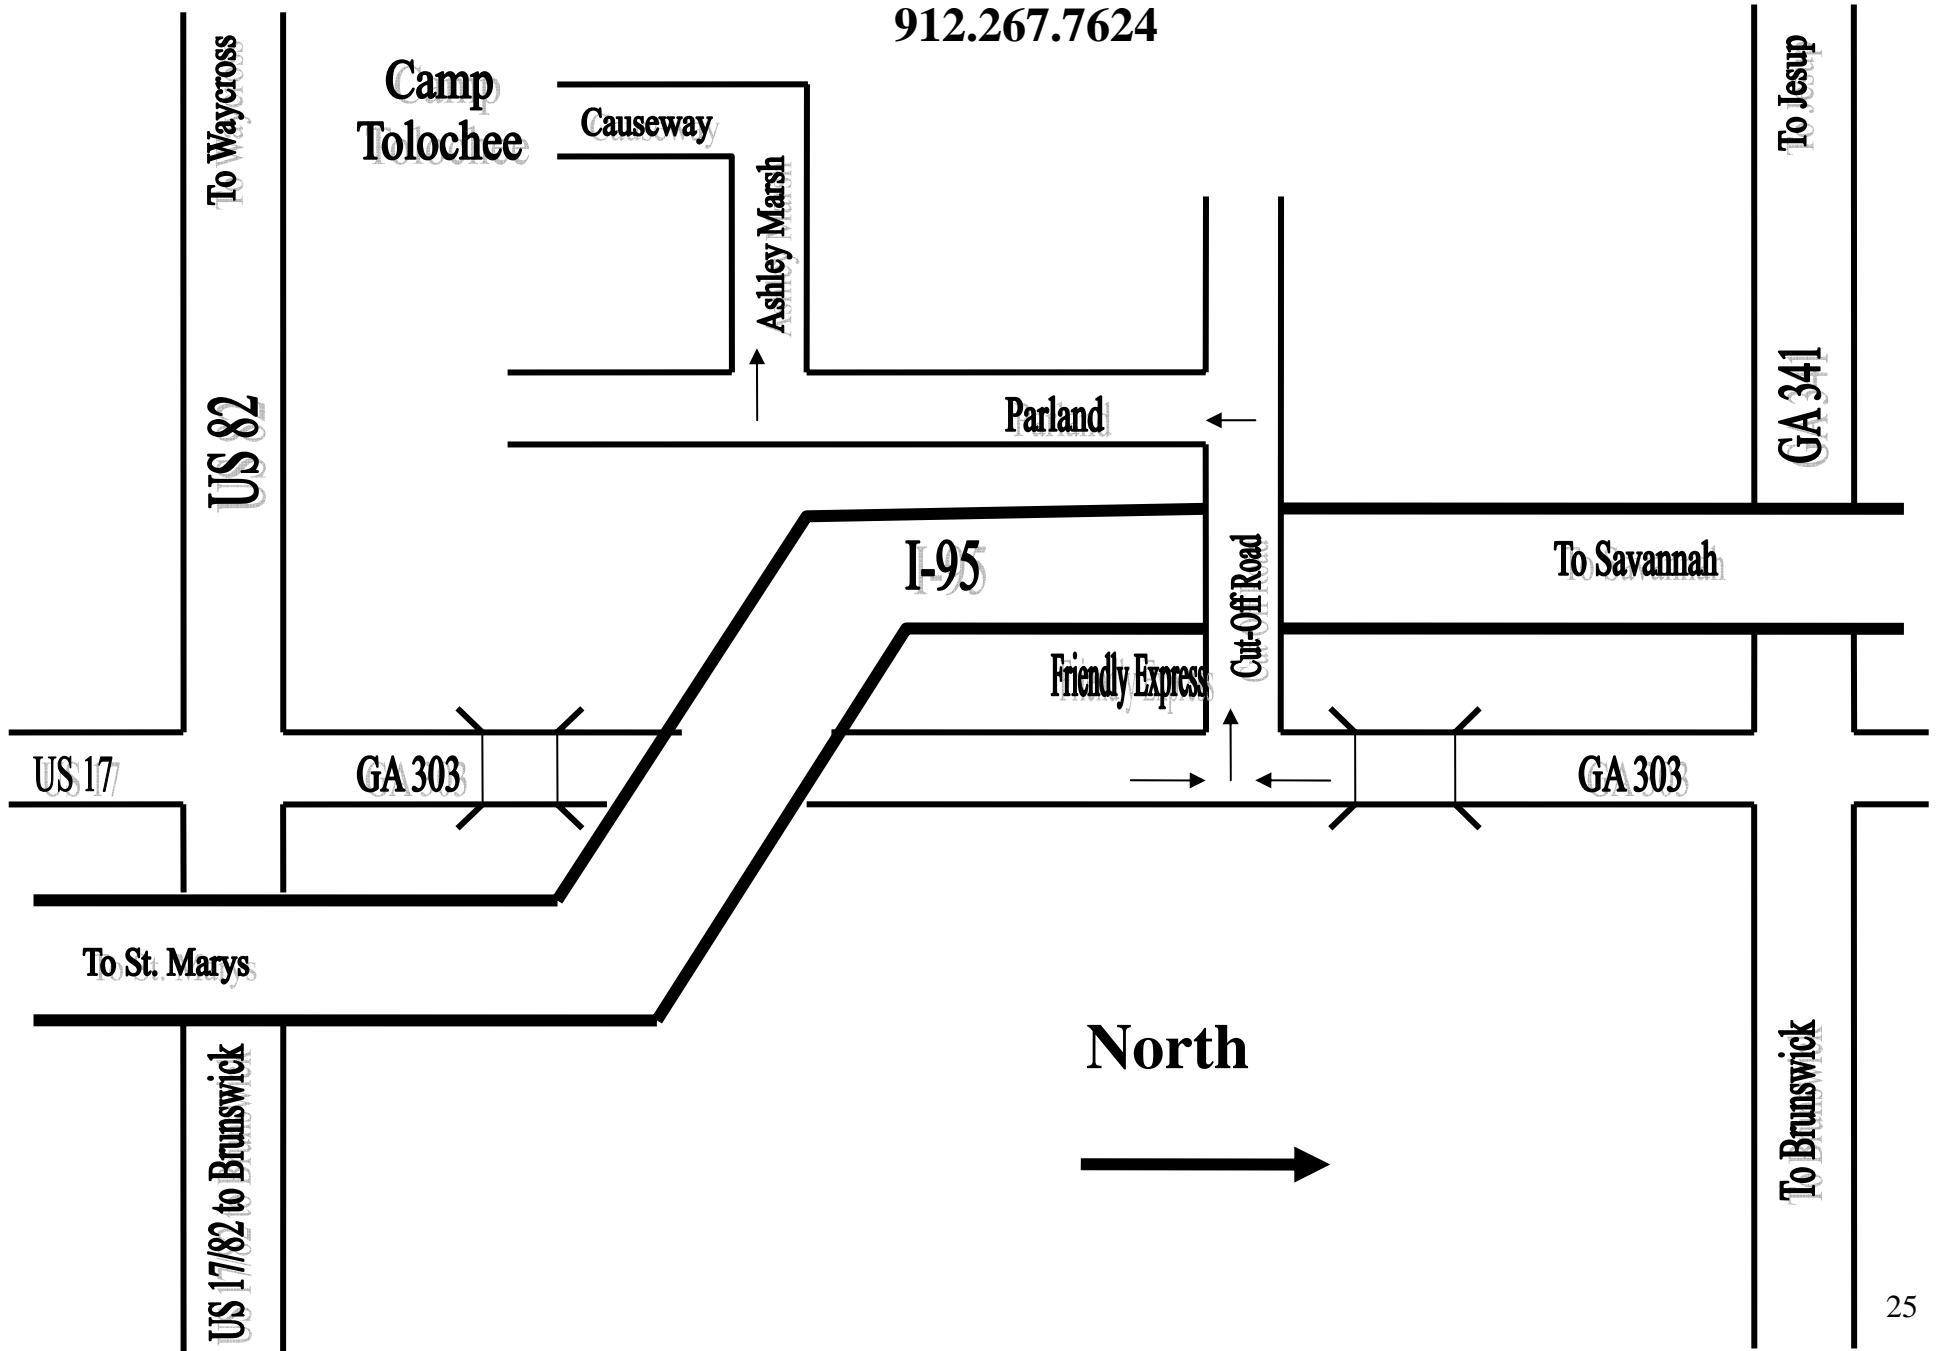 912.267.7624
To Waycross
Camp
Tolochee
Causeway
To Jesup
Ashley Marsh
US 82
Parland
GA 341
I-95
Cut-Off Road
To Savannah
Friendly Express
US 17
GA 303
GA 303
To St. Marys
North
US 17/82 to Brunswick
To Brunswick
25